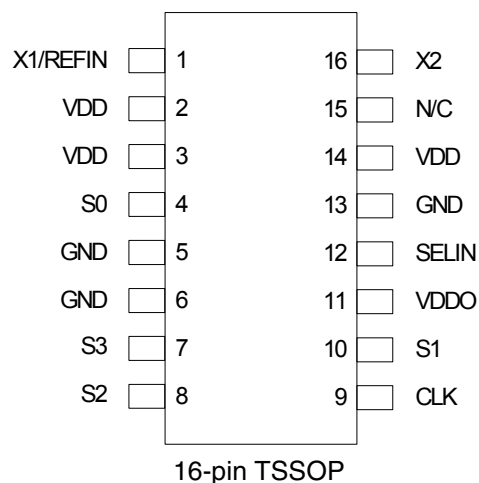 X1/REFIN 1 16 X2
VDD 2 15 N/C
VDD 3 14 VDD
S0 4 13 GND
GND 5 12 SELIN
GND 6 11 VDDO
S3 7 10 S1
S2 8 9 CLK
16-pin TSSOP